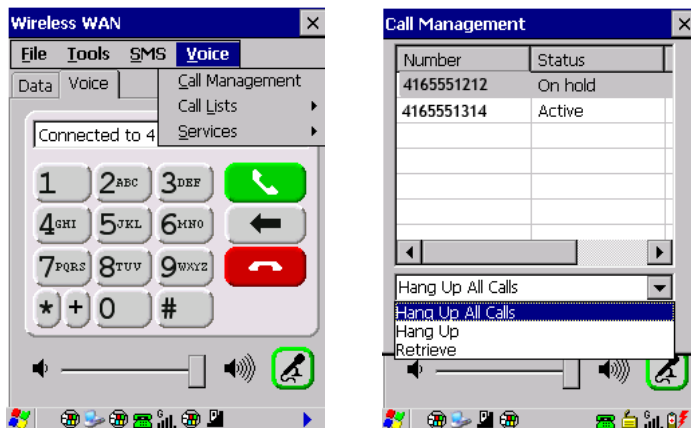 Wireless WAN
File Tools SMS Voice
Data Voice
Call Management
Call Lists
Services
Connected to 4
1 2ABC 3DEF
4GHI 5JKL 6MNO
7PQRS 8TUV 9WXYZ
* + 0 #
G
Call Management
Number Status
4165551212 On hold
4165551314 Active
Hang Up All Calls
Hang Up All Calls
Hang Up
Retrieve
G